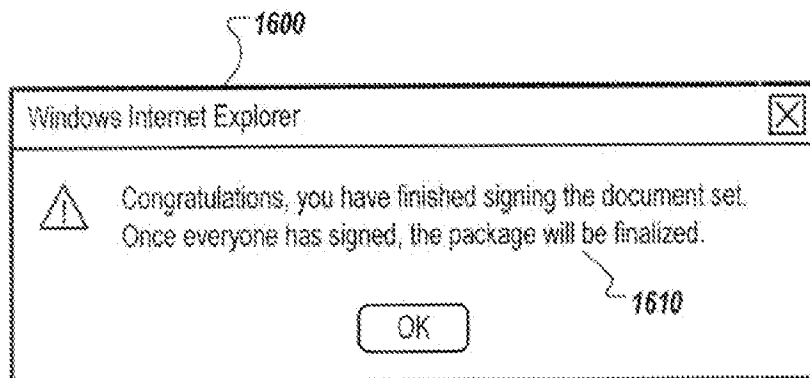 1600
Windows Internet Explorer
Congratulations, you have finished signing the document set.
Once everyone has signed, the package will be finalized.
1610
OK